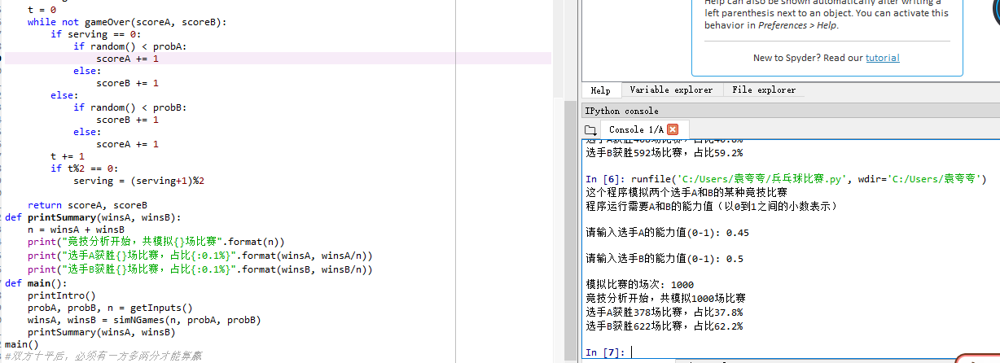 t = 0
    while not gameOver(scoreA, scoreB):
        if serving == 0:
            if random() < probA:
                scoreA += 1
            else:
                scoreB += 1
        else:
            if random() < probB:
                scoreB += 1
            else:
                scoreA += 1
        t += 1
        if t%2 == 0:
            serving = (serving+1)%2
    return scoreA, scoreB
def printSummary(winsA, winsB):
    n = winsA + winsB
    print("竞技分析开始，共模拟{}场比赛".format(n))
    print("选手A获胜{}场比赛，占比{:0.1%}".format(winsA, winsA/n))
    print("选手B获胜{}场比赛，占比{:0.1%}".format(winsB, winsB/n))
def main():
    printIntro()
    probA, probB, n = getInputs()
    winsA, winsB = simNGames(n, probA, probB)
    printSummary(winsA, winsB)
main()
#双方十平后，必须有一方多两分才能算赢
Help can also be shown automatically after writing a
left parenthesis next to an object. You can activate this
behavior in Preferences > Help.
New to Spyder? Read our tutorial
Help Variable explorer File explorer
IPython console
Console 1/A
选手B获胜592场比赛，占比59.2%
In [6]: runfile('C:/Users/袁夸夸/乒乓球比赛.py', wdir='C:/Users/袁夸夸')
这个程序模拟两个选手A和B的某种竞技比赛
程序运行需要A和B的能力值（以0到1之间的小数表示）
请输入选手A的能力值(0-1): 0.45
请输入选手B的能力值(0-1): 0.5
模拟比赛的场次: 1000
竞技分析开始，共模拟1000场比赛
选手A获胜378场比赛，占比37.8%
选手B获胜622场比赛，占比62.2%
In [7]: